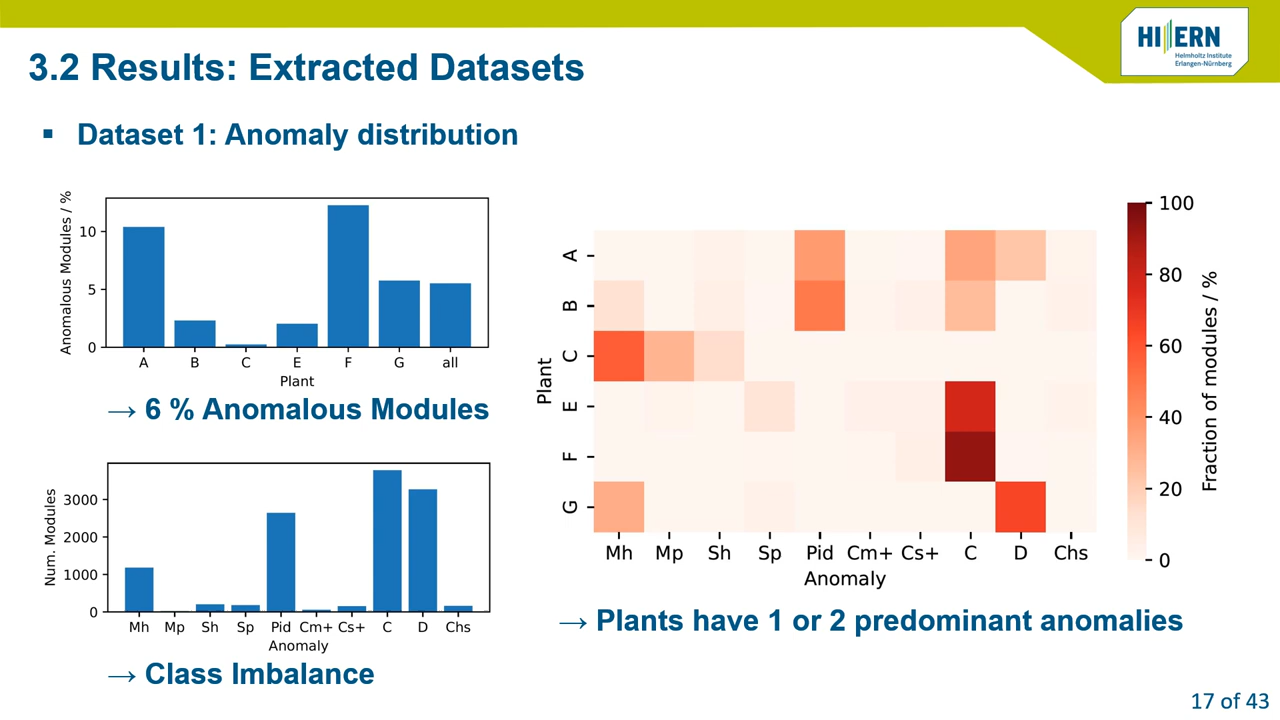 HI ERN
Helmholtz Institute
Erlangen-Nürnberg
3.2 Results: Extracted Datasets
▪ Dataset 1: Anomaly distribution
Anomalous Modules / %
10
5
0
A B C E F G all
Plant
→ 6 % Anomalous Modules
Num. Modules
3000
2000
1000
0
Mh Mp Sh Sp Pid Cm+ Cs+ C D Chs
Anomaly
→ Class Imbalance
Plant
A
B
C
E
F
G
Mh Mp Sh Sp Pid Cm+ Cs+ C D Chs
Anomaly
100
80
60
40
20
0
Fraction of modules / %
→ Plants have 1 or 2 predominant anomalies
17 of 43